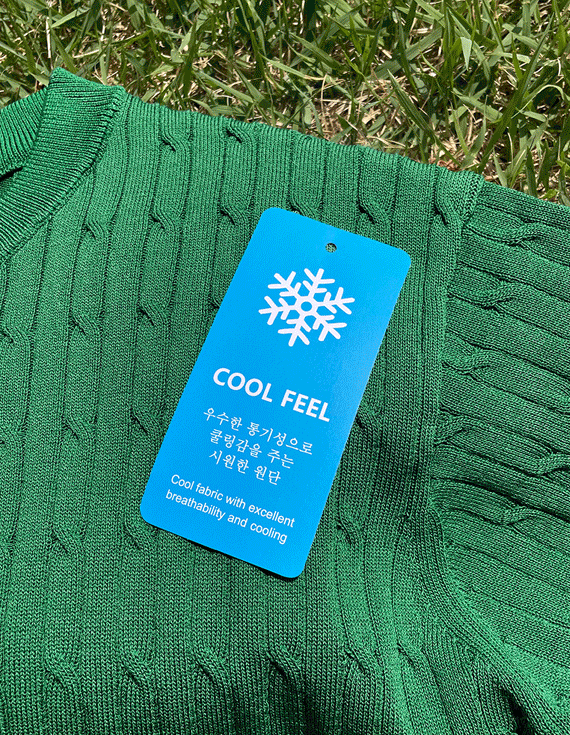 COOL FEEL
우수한 통기성으로
쿨링감을 주는
시원한 원단
Cool fabric with excellent
breathability and cooling